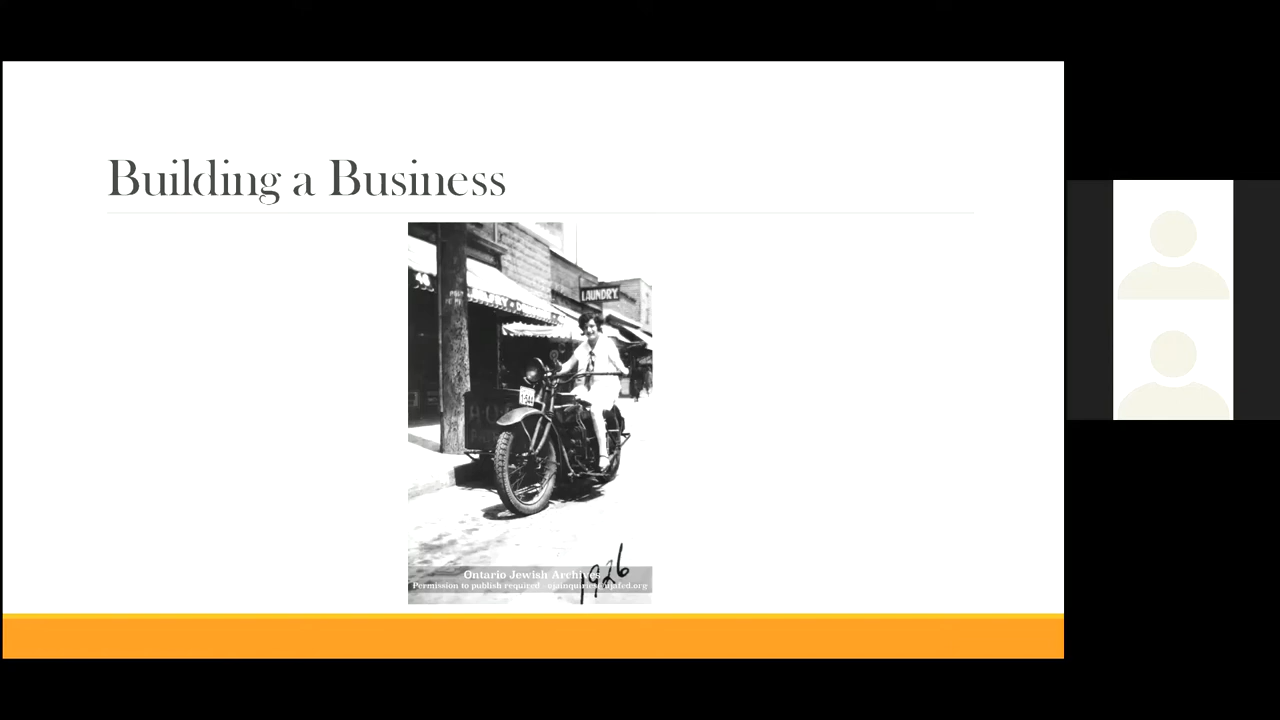 Building a Business
LAUNDRY.
Ontario Jewish Archives
Permission to publish required
1926